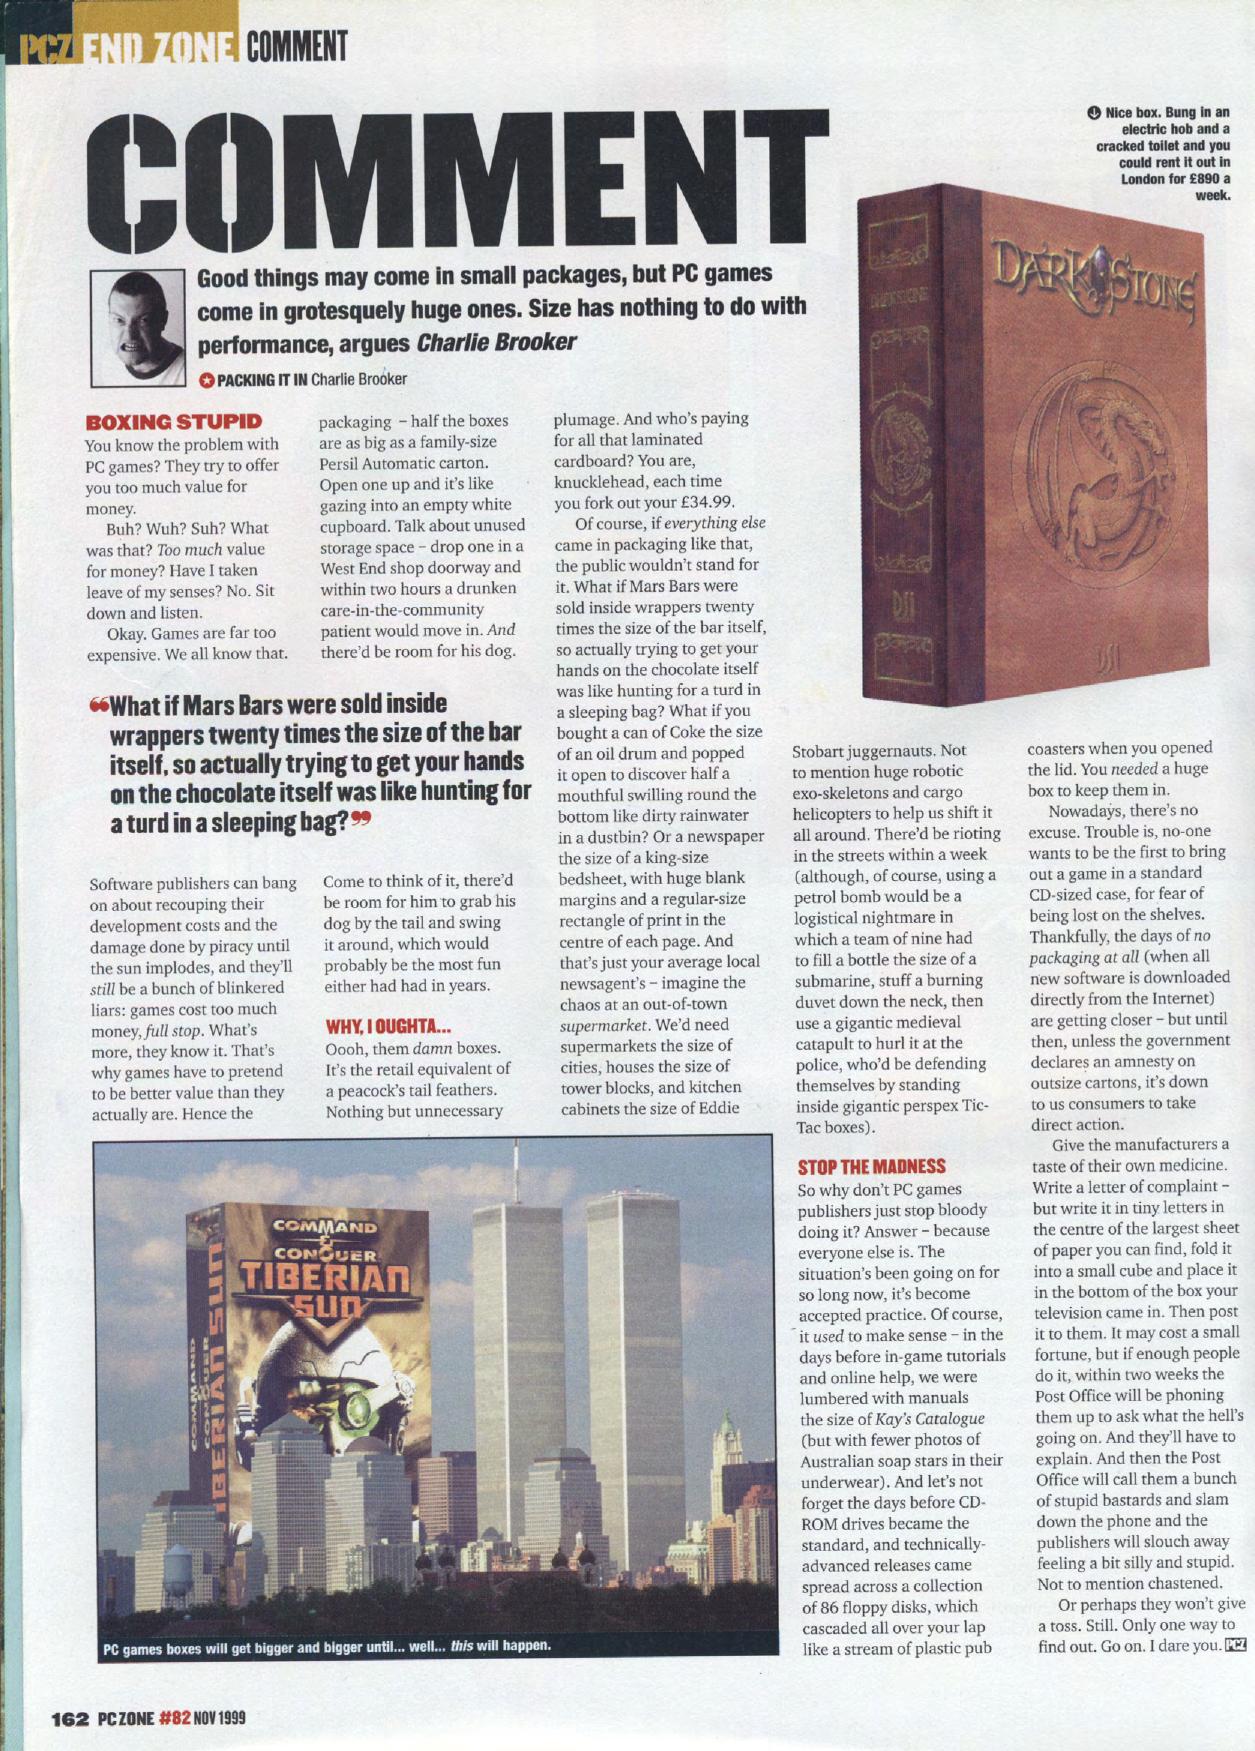 PCZ END ZONE COMMENT
COMMENT
Good things may come in small packages, but PC games
come in grotesquely huge ones. Size has nothing to do with
performance, argues Charlie Brooker
PACKING IT IN Charlie Brooker
Nice box. Bung in an
electric hob and a
cracked toilet and you
could rent it out in
London for £890 a
week.
DARKSTONE
DARKSTONE
DSI
DSI
BOXING STUPID
You know the problem with
PC games? They try to offer
you too much value for
money.
Buh? Wuh? Suh? What
was that? Too much value
for money? Have I taken
leave of my senses? No. Sit
down and listen.
Okay. Games are far too
expensive. We all know that.
“What if Mars Bars were sold inside
wrappers twenty times the size of the bar
itself, so actually trying to get your hands
on the chocolate itself was like hunting for
a turd in a sleeping bag?”
Software publishers can bang
on about recouping their
development costs and the
damage done by piracy until
the sun implodes, and they'll
still be a bunch of blinkered
liars: games cost too much
money, full stop. What's
more, they know it. That's
why games have to pretend
to be better value than they
actually are. Hence the
packaging – half the boxes
are as big as a family-size
Persil Automatic carton.
Open one up and it's like
gazing into an empty white
cupboard. Talk about unused
storage space – drop one in a
West End shop doorway and
within two hours a drunken
care-in-the-community
patient would move in. And
there'd be room for his dog.
Come to think of it, there'd
be room for him to grab his
dog by the tail and swing
it around, which would
probably be the most fun
either had had in years.
WHY, I OUGHTA...
Oooh, them damn boxes.
It's the retail equivalent of
a peacock's tail feathers.
Nothing but unnecessary
plumage. And who's paying
for all that laminated
cardboard? You are,
knucklehead, each time
you fork out your £34.99.
Of course, if everything else
came in packaging like that,
the public wouldn't stand for
it. What if Mars Bars were
sold inside wrappers twenty
times the size of the bar itself,
so actually trying to get your
hands on the chocolate itself
was like hunting for a turd in
a sleeping bag? What if you
bought a can of Coke the size
of an oil drum and popped
it open to discover half a
mouthful swilling round the
bottom like dirty rainwater
in a dustbin? Or a newspaper
the size of a king-size
bedsheet, with huge blank
margins and a regular-size
rectangle of print in the
centre of each page. And
that's just your average local
newsagent's – imagine the
chaos at an out-of-town
supermarket. We'd need
supermarkets the size of
cities, houses the size of
tower blocks, and kitchen
cabinets the size of Eddie
Stobart juggernauts. Not
to mention huge robotic
exo-skeletons and cargo
helicopters to help us shift it
all around. There'd be rioting
in the streets within a week
(although, of course, using a
petrol bomb would be a
logistical nightmare in
which a team of nine had
to fill a bottle the size of a
submarine, stuff a burning
duvet down the neck, then
use a gigantic medieval
catapult to hurl it at the
police, who'd be defending
themselves by standing
inside gigantic perspex Tic-
Tac boxes).
STOP THE MADNESS
So why don't PC games
publishers just stop bloody
doing it? Answer – because
everyone else is. The
situation's been going on for
so long now, it's become
accepted practice. Of course,
it used to make sense – in the
days before in-game tutorials
and online help, we were
lumbered with manuals
the size of Kay's Catalogue
(but with fewer photos of
Australian soap stars in their
underwear). And let's not
forget the days before CD-
ROM drives became the
standard, and technically-
advanced releases came
spread across a collection
of 86 floppy disks, which
cascaded all over your lap
like a stream of plastic pub
coasters when you opened
the lid. You needed a huge
box to keep them in.
Nowadays, there's no
excuse. Trouble is, no-one
wants to be the first to bring
out a game in a standard
CD-sized case, for fear of
being lost on the shelves.
Thankfully, the days of no
packaging at all (when all
new software is downloaded
directly from the Internet)
are getting closer – but until
then, unless the government
declares an amnesty on
outsize cartons, it's down
to us consumers to take
direct action.
Give the manufacturers a
taste of their own medicine.
Write a letter of complaint –
but write it in tiny letters in
the centre of the largest sheet
of paper you can find, fold it
into a small cube and place it
in the bottom of the box your
television came in. Then post
it to them. It may cost a small
fortune, but if enough people
do it, within two weeks the
Post Office will be phoning
them up to ask what the hell's
going on. And they'll have to
explain. And then the Post
Office will call them a bunch
of stupid bastards and slam
down the phone and the
publishers will slouch away
feeling a bit silly and stupid.
Not to mention chastened.
Or perhaps they won't give
a toss. Still. Only one way to
find out. Go on. I dare you. PCZ
COMMAND
&
CONQUER
TIBERIAN
SUN
COMMAND
CONQUER
TIBERIAN SUN
PC games boxes will get bigger and bigger until... well... this will happen.
162 PC ZONE #82 NOV 1999